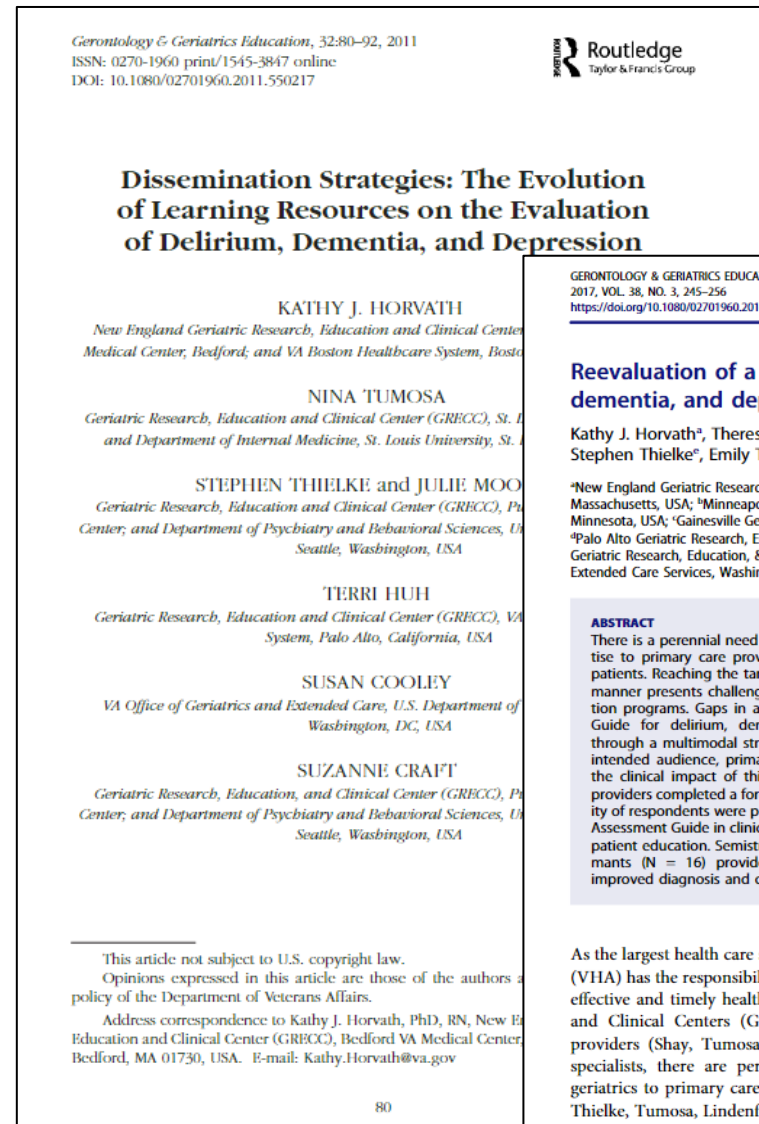 Gerontology & Geriatrics Education, 32:80–92, 2011
ISSN: 0270-1960 print/1545-3847 online
DOI: 10.1080/02701960.2011.550217
ROUTLEDGE
Routledge
Taylor & Francis Group
Dissemination Strategies: The Evolution
of Learning Resources on the Evaluation
of Delirium, Dementia, and Depression
KATHY J. HORVATH
New England Geriatric Research, Education and Clinical Center
Medical Center, Bedford; and VA Boston Healthcare System, Bosto
NINA TUMOSA
Geriatric Research, Education and Clinical Center (GRECC), St.
and Department of Internal Medicine, St. Louis University, St.
STEPHEN THIELKE and JULIE MOO
Geriatric Research, Education and Clinical Center (GRECC), Pu
Center; and Department of Psychiatry and Behavioral Sciences, Un
Seattle, Washington, USA
TERRI HUH
Geriatric Research, Education and Clinical Center (GRECC), VA
System, Palo Alto, California, USA
SUSAN COOLEY
VA Office of Geriatrics and Extended Care, U.S. Department of
Washington, DC, USA
SUZANNE CRAFT
Geriatric Research, Education, and Clinical Center (GRECC), Pu
Center; and Department of Psychiatry and Behavioral Sciences, Un
Seattle, Washington, USA
This article not subject to U.S. copyright law.
Opinions expressed in this article are those of the authors a
policy of the Department of Veterans Affairs.
Address correspondence to Kathy J. Horvath, PhD, RN, New En
Education and Clinical Center (GRECC), Bedford VA Medical Center,
Bedford, MA 01730, USA. E-mail: Kathy.Horvath@va.gov
80
GERONTOLOGY & GERIATRICS EDUCA
2017, VOL. 38, NO. 3, 245–256
https://doi.org/10.1080/02701960.201
Reevaluation of a
dementia, and de
Kathy J. Horvathᵃ, Theres
Stephen Thielkeᵉ, Emily T
ᵃNew England Geriatric Researc
Massachusetts, USA; ᵇMinneapo
Minnesota, USA; ᶜGainesville Ge
ᵈPalo Alto Geriatric Research, E
Geriatric Research, Education, &
Extended Care Services, Washin
ABSTRACT
There is a perennial need
tise to primary care prov
patients. Reaching the tar
manner presents challeng
tion programs. Gaps in a
Guide for delirium, der
through a multimodal str
intended audience, prima
the clinical impact of thi
providers completed a for
ity of respondents were p
Assessment Guide in clinic
patient education. Semist
mants (N = 16) provide
improved diagnosis and c
As the largest health care
(VHA) has the responsibil
effective and timely healt
and Clinical Centers (G
providers (Shay, Tumosa
specialists, there are per
geriatrics to primary care
Thielke, Tumosa, Lindenf